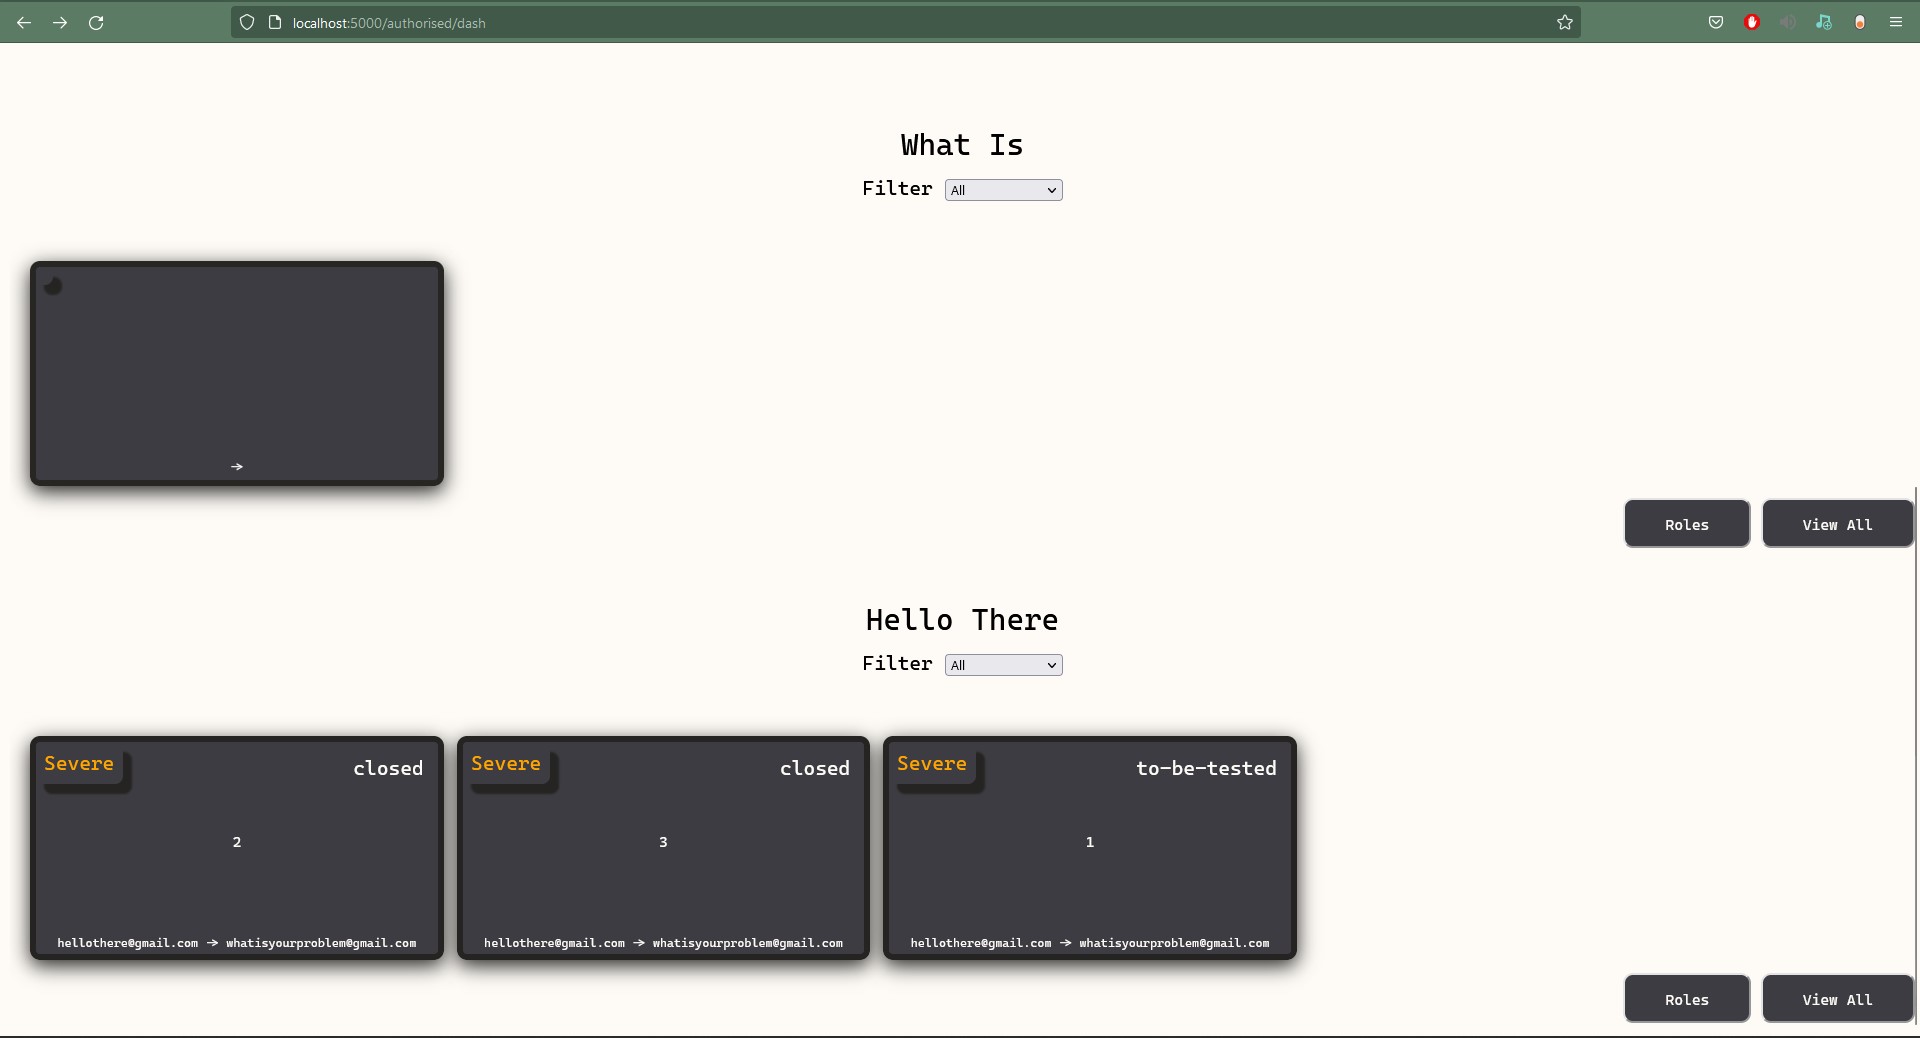 localhost:5000/authorised/dash
What Is
Filter All
→
Roles View All
Hello There
Filter All
Severe closed
2
hellothere@gmail.com → whatisyourproblem@gmail.com
Severe closed
3
hellothere@gmail.com → whatisyourproblem@gmail.com
Severe to-be-tested
1
hellothere@gmail.com → whatisyourproblem@gmail.com
Roles View All